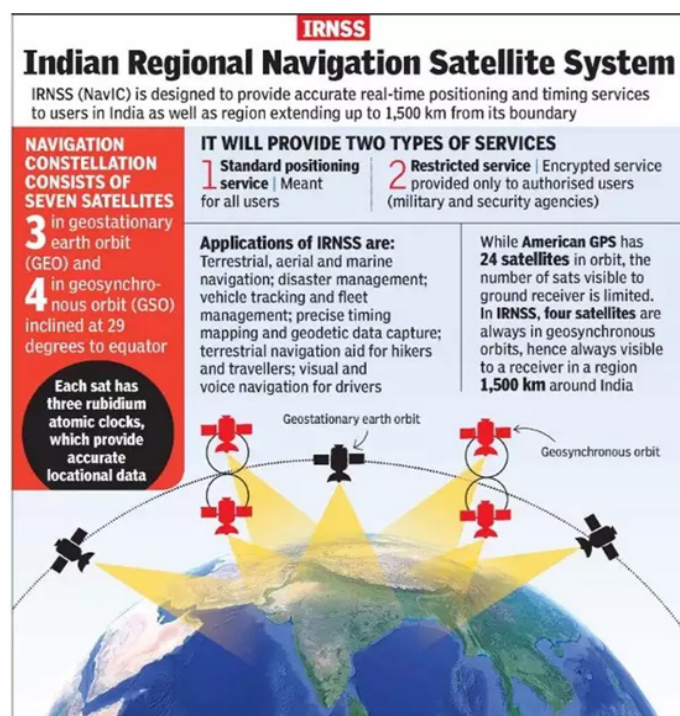 IRNSS
Indian Regional Navigation Satellite System
IRNSS (NavIC) is designed to provide accurate real-time positioning and timing services
to users in India as well as region extending up to 1,500 km from its boundary
NAVIGATION
CONSTELLATION
CONSISTS OF
SEVEN SATELLITES
3 in geostationary
earth orbit
(GEO) and
4 in geosynchro-
nous orbit (GSO)
inclined at 29
degrees to equator
Each sat has
three rubidium
atomic clocks,
which provide
accurate
locational data
IT WILL PROVIDE TWO TYPES OF SERVICES
1 Standard positioning
service | Meant
for all users
2 Restricted service | Encrypted service
provided only to authorised users
(military and security agencies)
Applications of IRNSS are:
Terrestrial, aerial and marine
navigation; disaster management;
vehicle tracking and fleet
management; precise timing
mapping and geodetic data capture;
terrestrial navigation aid for hikers
and travellers; visual and
voice navigation for drivers
While American GPS has
24 satellites in orbit, the
number of sats visible to
ground receiver is limited.
In IRNSS, four satellites are
always in geosynchronous
orbits, hence always visible
to a receiver in a region
1,500 km around India
Geostationary earth orbit
Geosynchronous orbit